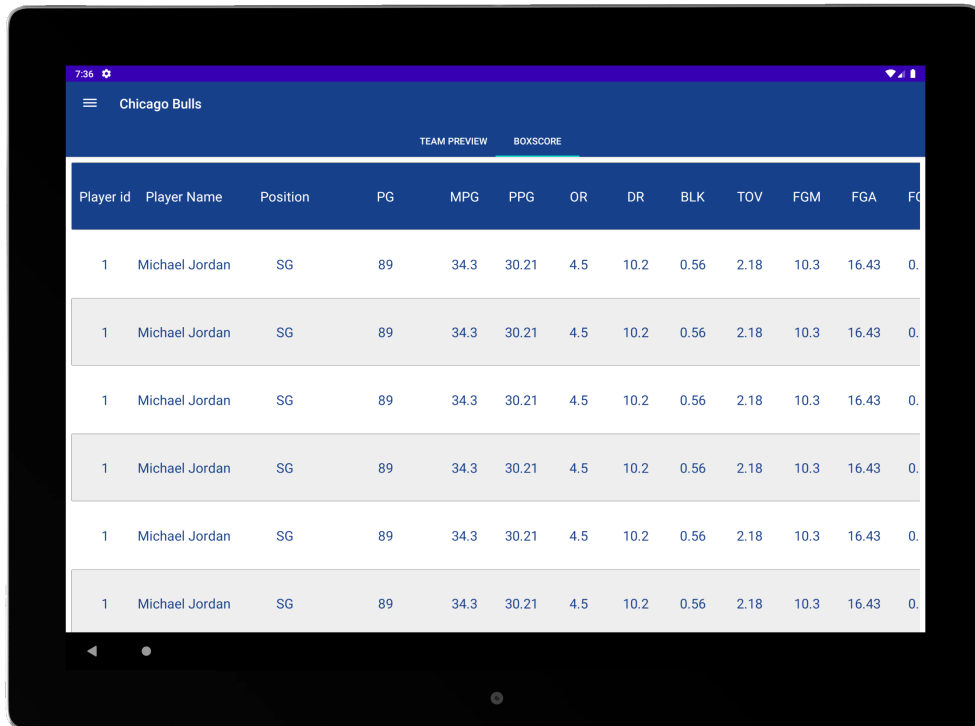 7:36
Chicago Bulls
TEAM PREVIEW BOXSCORE
Player id Player Name Position PG MPG PPG OR DR BLK TOV FGM FGA
1 Michael Jordan SG 89 34.3 30.21 4.5 10.2 0.56 2.18 10.3 16.43 0.
1 Michael Jordan SG 89 34.3 30.21 4.5 10.2 0.56 2.18 10.3 16.43 0.
1 Michael Jordan SG 89 34.3 30.21 4.5 10.2 0.56 2.18 10.3 16.43 0.
1 Michael Jordan SG 89 34.3 30.21 4.5 10.2 0.56 2.18 10.3 16.43 0.
1 Michael Jordan SG 89 34.3 30.21 4.5 10.2 0.56 2.18 10.3 16.43 0.
1 Michael Jordan SG 89 34.3 30.21 4.5 10.2 0.56 2.18 10.3 16.43 0.